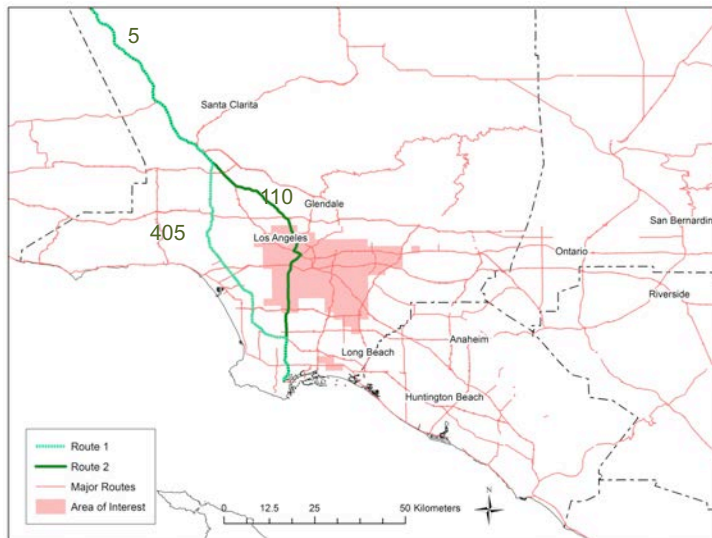 5
Santa Clarita
110
Glendale
405
Los Angeles
San Bernardin
Ontario
Riverside
Long Beach
Anaheim
Huntington Beach
Route 1
Route 2
Major Routes
Area of Interest
0 12.5 25 50 Kilometers
N